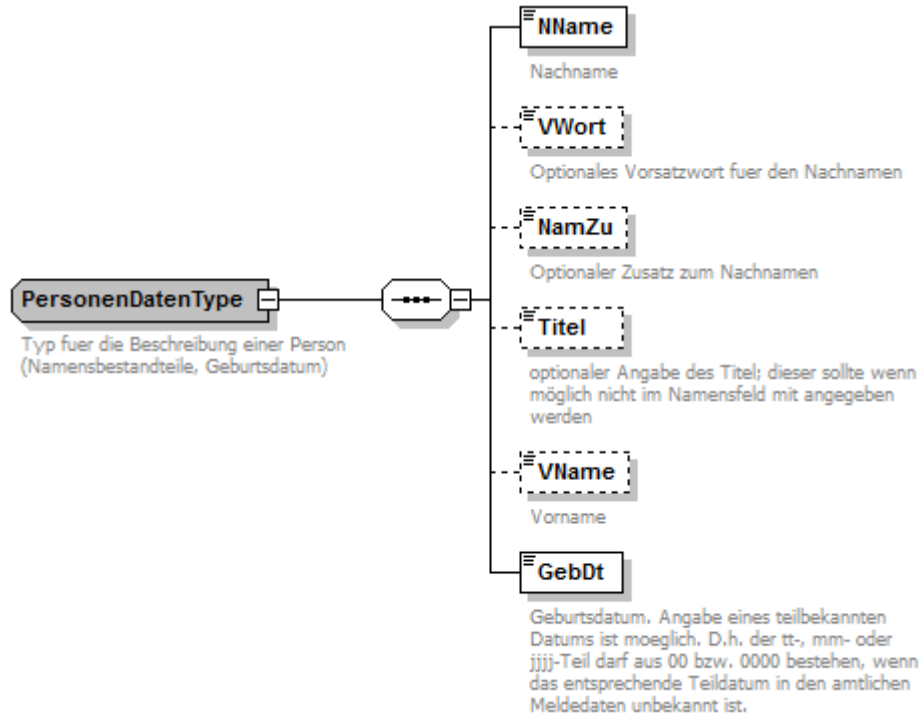 NName
Nachname
VWort
Optionales Vorsatzwort fuer den Nachnamen
NamZu
Optionaler Zusatz zum Nachnamen
PersonenDatenType
Typ fuer die Beschreibung einer Person
(Namensbestandteile, Geburtsdatum)
Titel
optionaler Angabe des Titel; dieser sollte wenn
möglich nicht im Namensfeld mit angegeben
werden
VName
Vorname
GebDt
Geburtsdatum. Angabe eines teilbekannten
Datums ist moeglich. D.h. der tt-, mm- oder
jjjj-Teil darf aus 00 bzw. 0000 bestehen, wenn
das entsprechende Teildatum in den amtlichen
Meldedaten unbekannt ist.